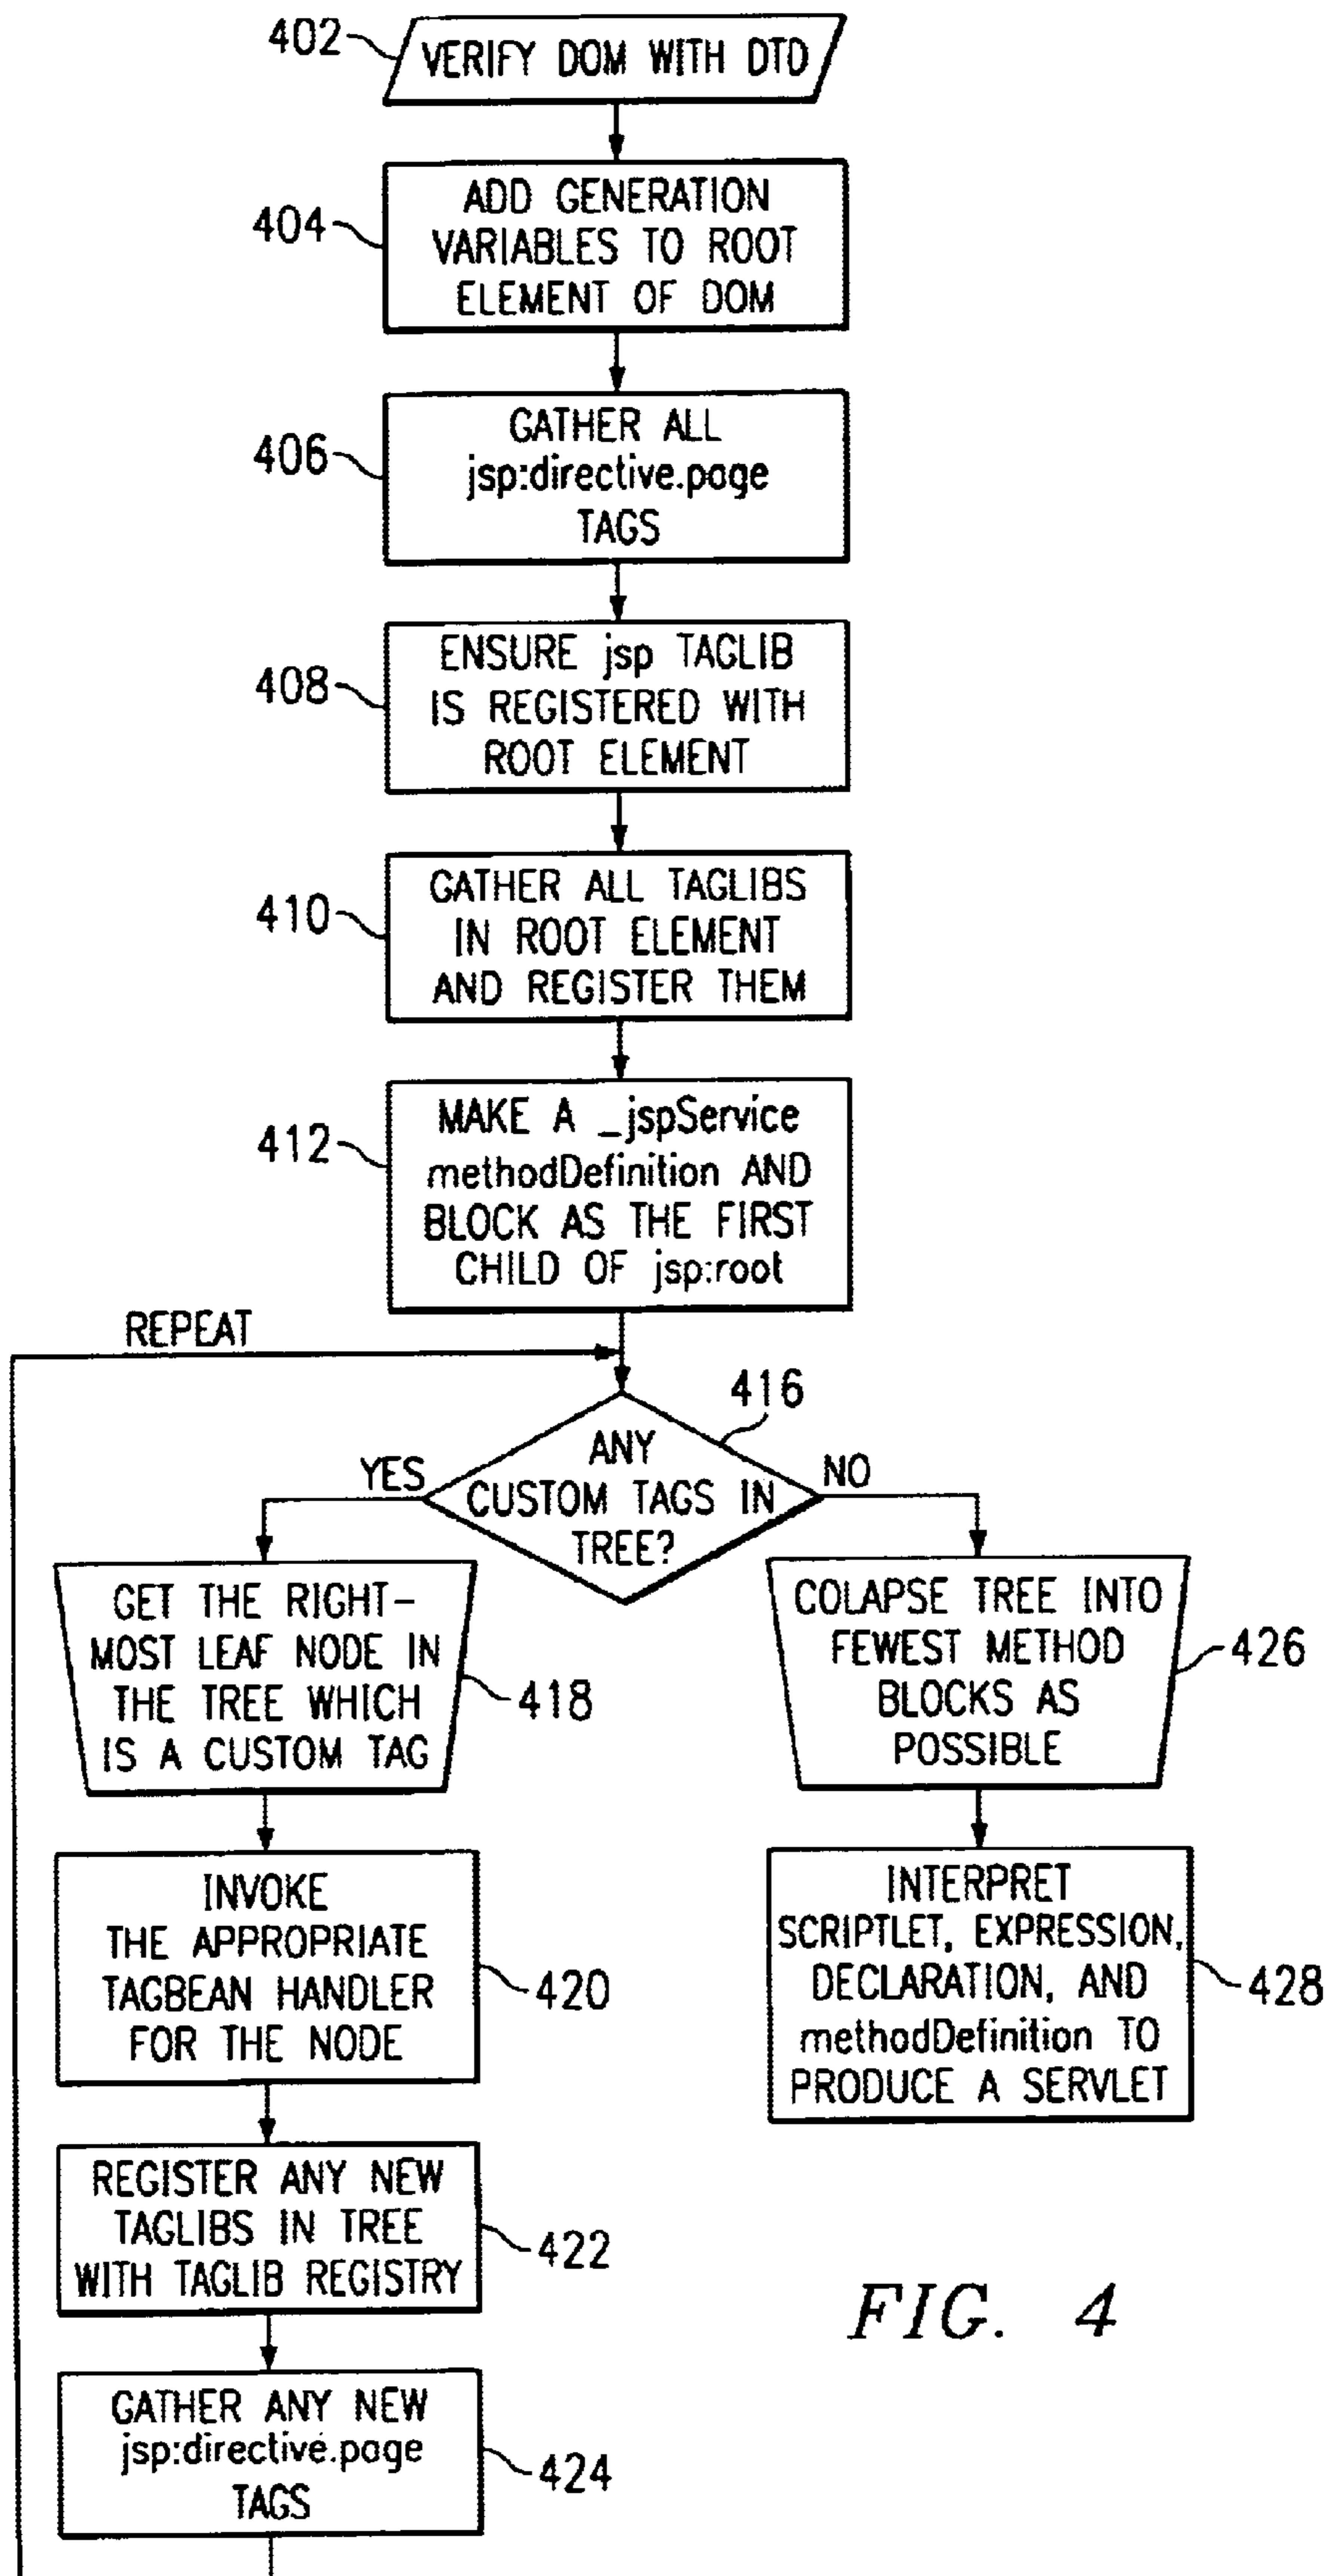 402
VERIFY DOM WITH DTD
404
ADD GENERATION
VARIABLES TO ROOT
ELEMENT OF DOM
406
GATHER ALL
jsp:directive.page
TAGS
408
ENSURE jsp TAGLIB
IS REGISTERED WITH
ROOT ELEMENT
410
GATHER ALL TAGLIBS
IN ROOT ELEMENT
AND REGISTER THEM
412
MAKE A _jspService
methodDefinition AND
BLOCK AS THE FIRST
CHILD OF jsp:root
REPEAT
416
ANY
CUSTOM TAGS IN
TREE?
YES
NO
GET THE RIGHT-
MOST LEAF NODE IN
THE TREE WHICH
IS A CUSTOM TAG
418
COLAPSE TREE INTO
FEWEST METHOD
BLOCKS AS
POSSIBLE
426
INVOKE
THE APPROPRIATE
TAGBEAN HANDLER
FOR THE NODE
420
INTERPRET
SCRIPTLET, EXPRESSION,
DECLARATION, AND
methodDefinition TO
PRODUCE A SERVLET
428
REGISTER ANY NEW
TAGLIBS IN TREE
WITH TAGLIB REGISTRY
422
GATHER ANY NEW
jsp:directive.page
TAGS
424
FIG. 4